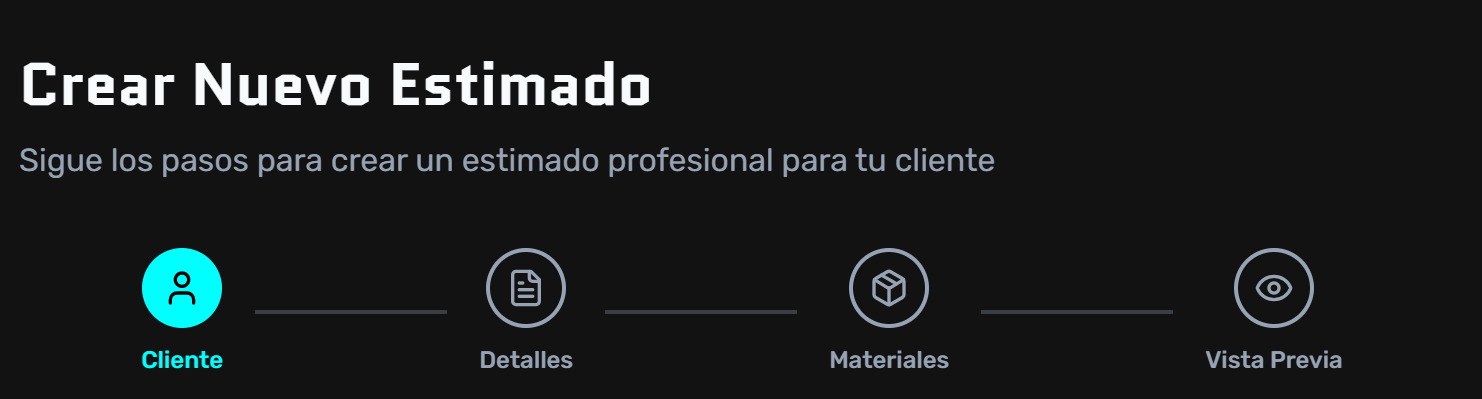 Crear Nuevo Estimado
Sigue los pasos para crear un estimado profesional para tu cliente
Cliente
Detalles
Materiales
Vista Previa